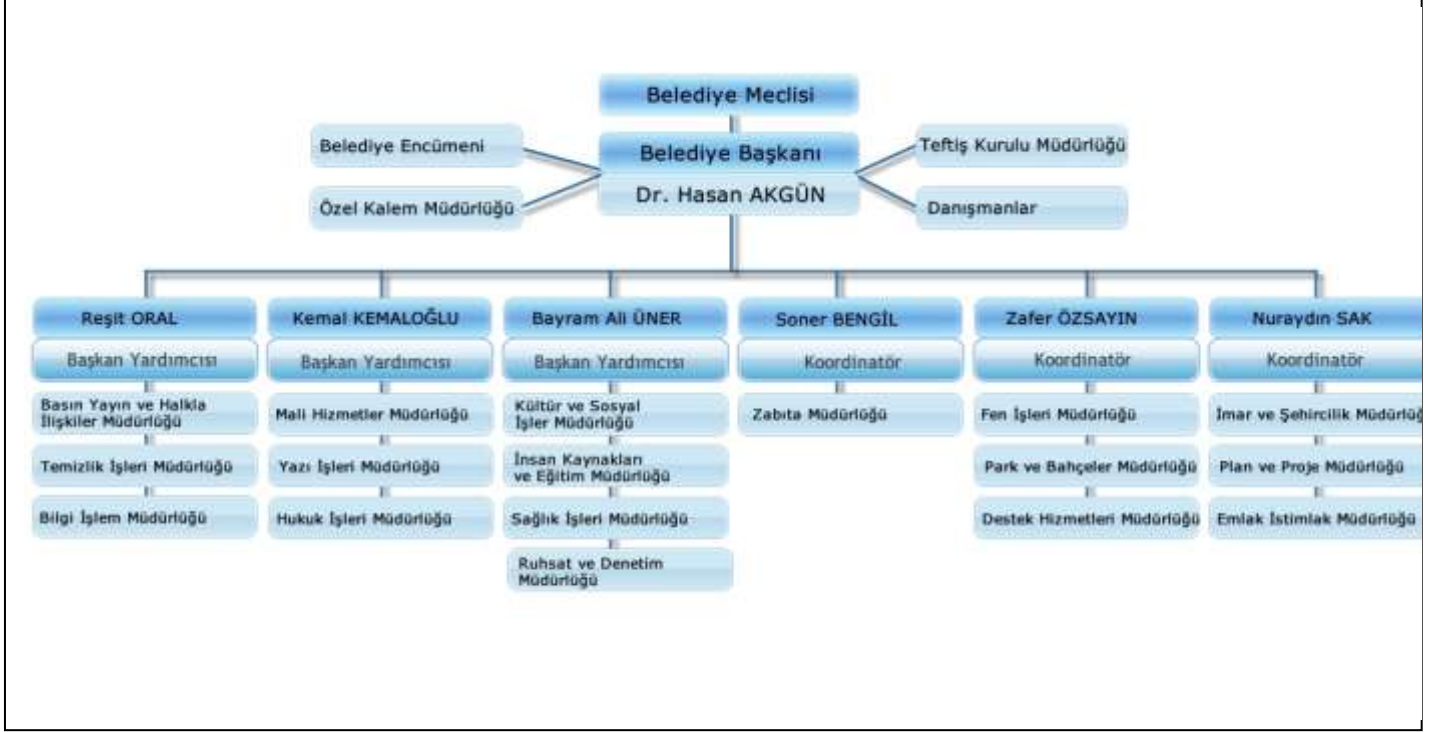 Belediye Meclisi
Belediye Encümeni
Belediye Başkanı
Teftiş Kurulu Müdürlüğü
Özel Kalem Müdürlüğü
Dr. Hasan AKGÜN
Danışmanlar
Reşit ORAL
Başkan Yardımcısı
Basın Yayın ve Halkla
İlişkiler Müdürlüğü
Temizlik İşleri Müdürlüğü
Bilgi İşlem Müdürlüğü
Kemal KEMALOĞLU
Başkan Yardımcısı
Mali Hizmetler Müdürlüğü
Yazı İşleri Müdürlüğü
Hukuk İşleri Müdürlüğü
Bayram Ali ÜNER
Başkan Yardımcısı
Kültür ve Sosyal
İşler Müdürlüğü
İnsan Kaynakları
ve Eğitim Müdürlüğü
Sağlık İşleri Müdürlüğü
Ruhsat ve Denetim
Müdürlüğü
Soner BENGİL
Koordinatör
Zabıta Müdürlüğü
Zafer ÖZSAYIN
Koordinatör
Fen İşleri Müdürlüğü
Park ve Bahçeler Müdürlüğü
Destek Hizmetleri Müdürlüğü
Nuraydın SAK
Koordinatör
İmar ve Şehircilik Müdürlüğ
Plan ve Proje Müdürlüğü
Emlak İstimlak Müdürlüğü